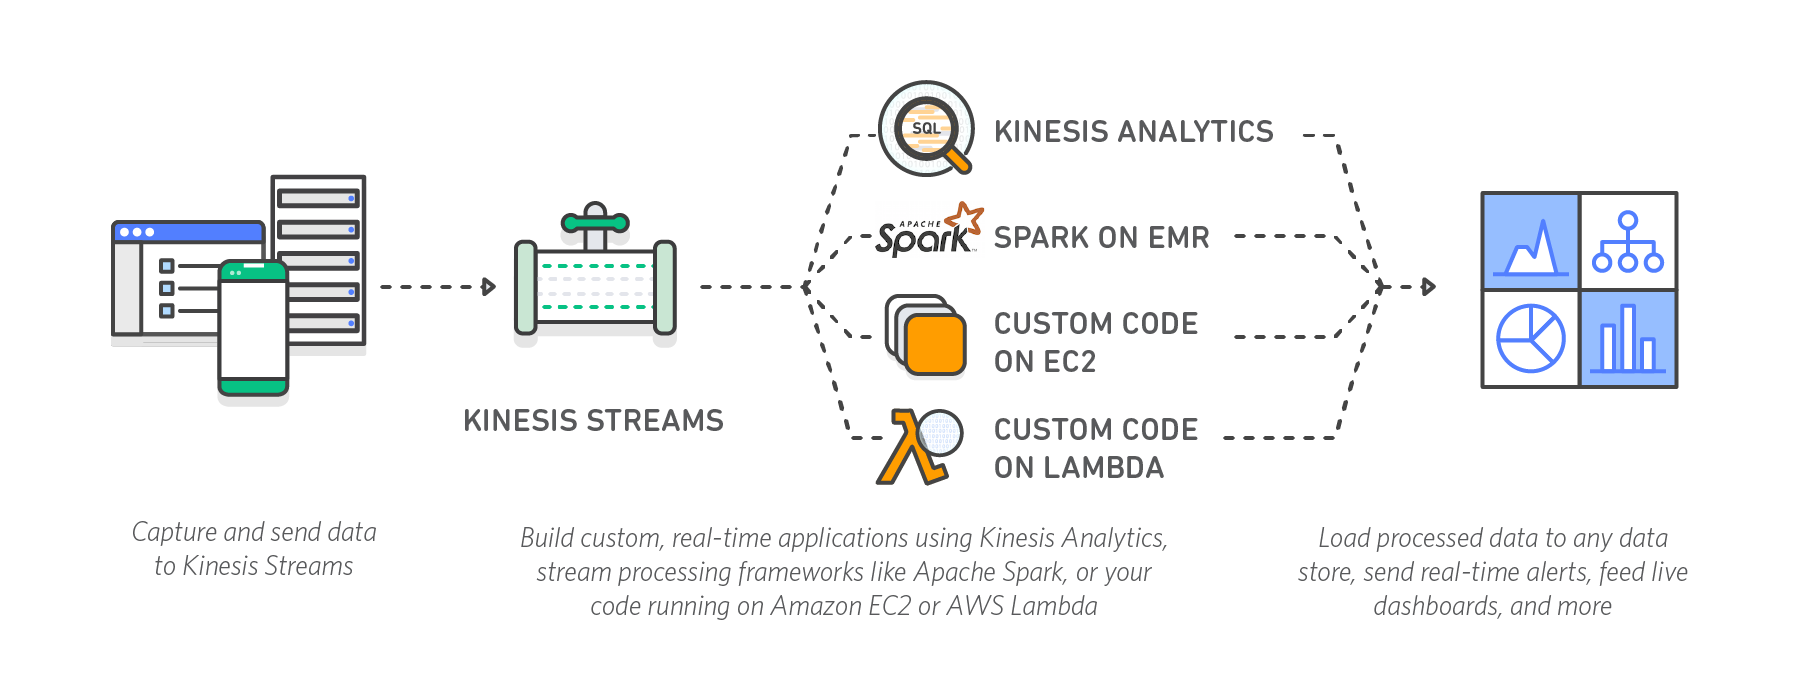 SQL
KINESIS ANALYTICS
APACHE
Spark
SPARK ON EMR
CUSTOM CODE
ON EC2
KINESIS STREAMS
CUSTOM CODE
ON LAMBDA
Capture and send data
to Kinesis Streams
Build custom, real-time applications using Kinesis Analytics,
stream processing frameworks like Apache Spark, or your
code running on Amazon EC2 or AWS Lambda
Load processed data to any data
store, send real-time alerts, feed live
dashboards, and more